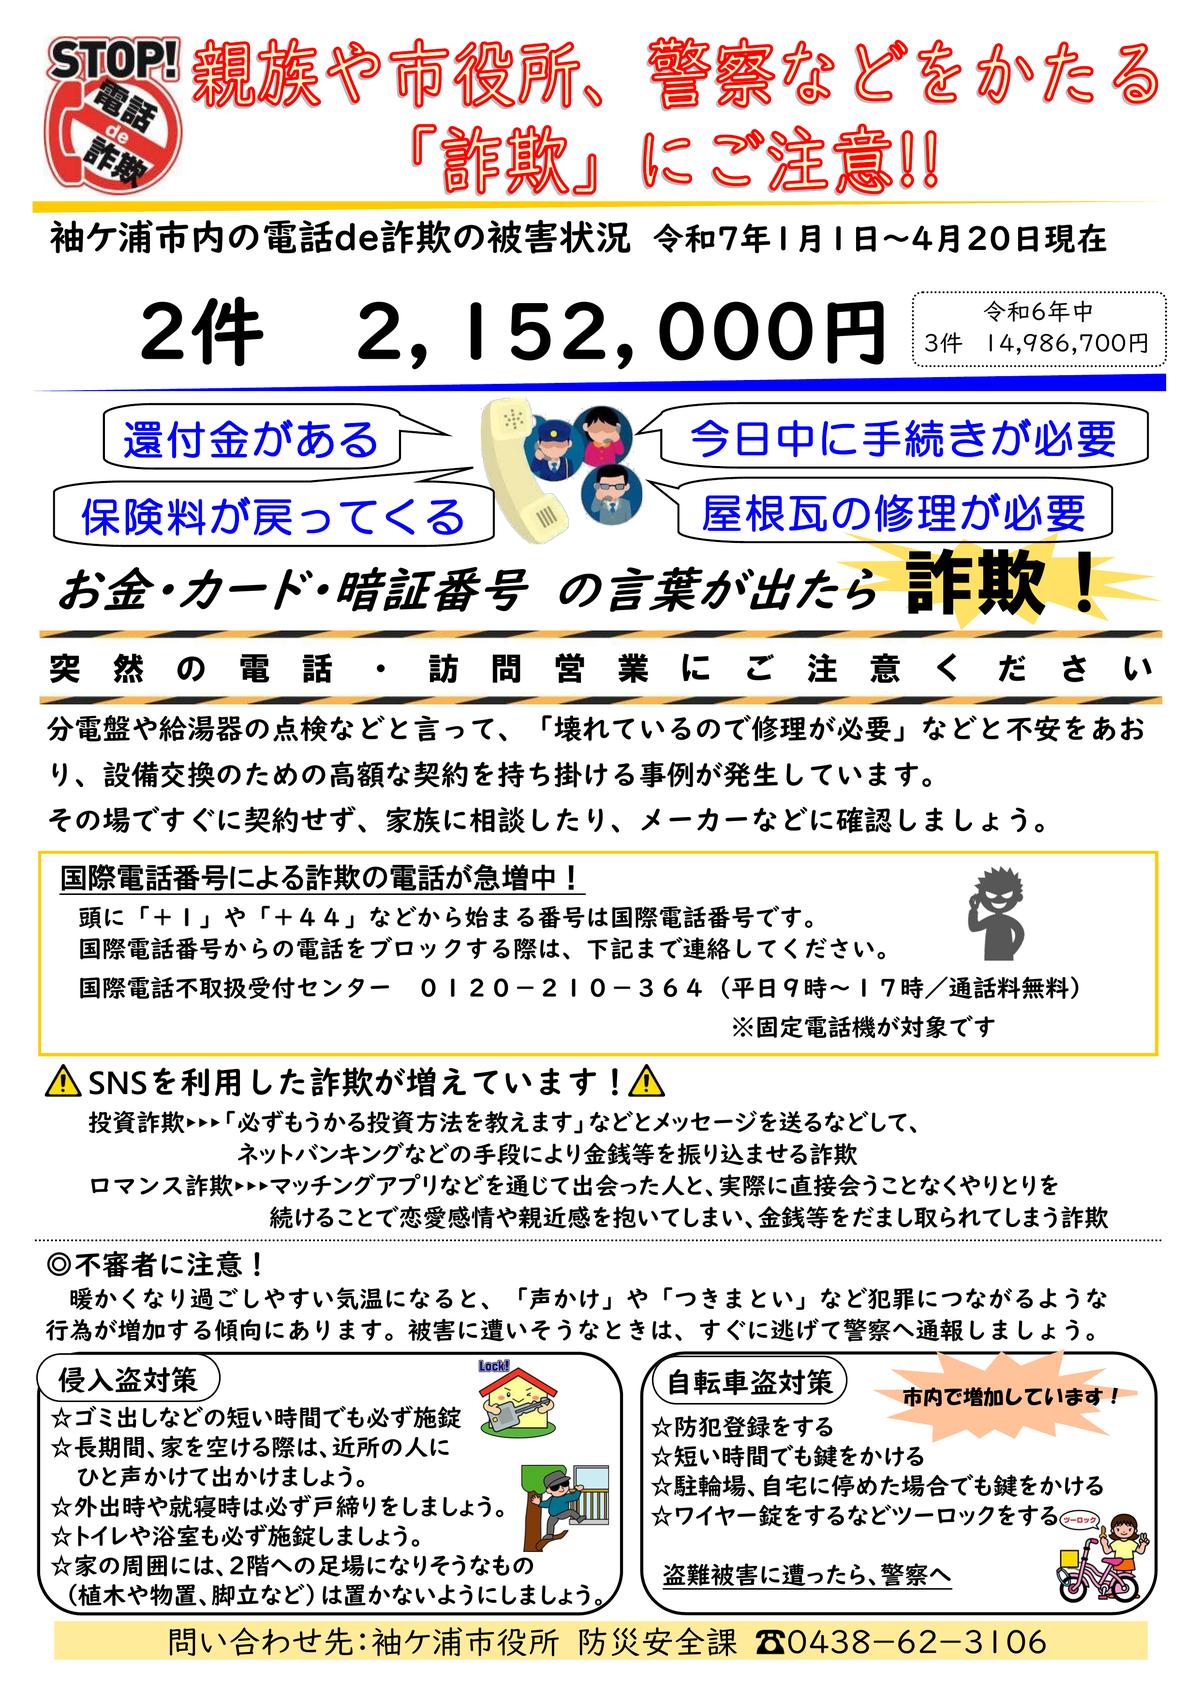 STOP!
電話
de
詐欺
親族や市役所、警察などをかたる
「詐欺」にご注意!!
袖ケ浦市内の電話de詐欺の被害状況 令和7年1月1日～4月20日現在
2件 2,152,000円
令和6年中
3件 14,986,700円
還付金がある
今日中に手続きが必要
保険料が戻ってくる
屋根瓦の修理が必要
お金・カード・暗証番号 の言葉が出たら 詐欺！
突然の電話・訪問営業にご注意ください
分電盤や給湯器の点検などと言って、「壊れているので修理が必要」などと不安をあお
り、設備交換のための高額な契約を持ち掛ける事例が発生しています。
その場ですぐに契約せず、家族に相談したり、メーカーなどに確認しましょう。
国際電話番号による詐欺の電話が急増中！
頭に「＋１」や「＋４４」などから始まる番号は国際電話番号です。
国際電話番号からの電話をブロックする際は、下記まで連絡してください。
国際電話不取扱受付センター ０１２０－２１０－３６４（平日９時～１７時／通話料無料）
※固定電話機が対象です
SNSを利用した詐欺が増えています！
投資詐欺▸▸▸「必ずもうかる投資方法を教えます」などとメッセージを送るなどして、
ネットバンキングなどの手段により金銭等を振り込ませる詐欺
ロマンス詐欺▸▸▸マッチングアプリなどを通じて出会った人と、実際に直接会うことなくやりとりを
続けることで恋愛感情や親近感を抱いてしまい、金銭等をだまし取られてしまう詐欺
◎不審者に注意！
暖かくなり過ごしやすい気温になると、「声かけ」や「つきまとい」など犯罪につながるような
行為が増加する傾向にあります。被害に遭いそうなときは、すぐに逃げて警察へ通報しましょう。
侵入盗対策
Lock!
☆ゴミ出しなどの短い時間でも必ず施錠
☆長期間、家を空ける際は、近所の人に
ひと声かけて出かけましょう。
☆外出時や就寝時は必ず戸締りをしましょう。
☆トイレや浴室も必ず施錠しましょう。
☆家の周囲には、2階への足場になりそうなもの
（植木や物置、脚立など）は置かないようにしましょう。
自転車盗対策
市内で増加しています！
☆防犯登録をする
☆短い時間でも鍵をかける
☆駐輪場、自宅に停めた場合でも鍵をかける
☆ワイヤー錠をするなどツーロックをする
ツーロック
盗難被害に遭ったら、警察へ
問い合わせ先：袖ケ浦市役所 防災安全課 ☎0438－62－3106